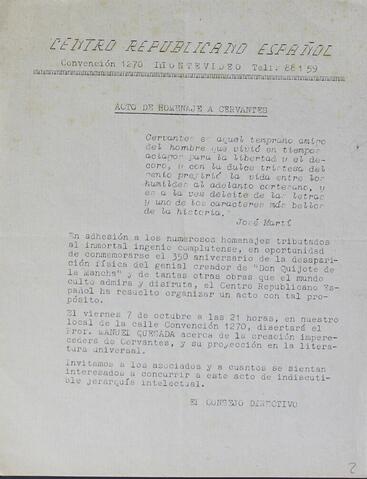 CENTRO REPUBLICANO ESPAÑOL
Convención 1270 MONTEVIDEO Tel: 88159
ACTO DE HOMENAJE A CERVANTES
Cervantes es aquel temprano amigo
del hombre que vivió en tiempos
aciagos para la libertad y el de-
coro, y con la dulce tristeza del
genio prefirió la vida entre los
humildes al adelanto cortesano, y
es a la vez deleite de las letras
y uno de los caracteres más bellos
de la historia."
José Martí
En adhesión a los numerosos homenajes tributados
al inmortal ingenio complutense, en oportunidad
de conmemorarse el 350 aniversario de la desapari-
ción física del genial creador de "Don Quijote de
la Mancha" y de tantas otras obras que el mundo
culto admira y disfruta, el Centro Republicano Es-
pañol ha resuelto organizar un acto con tal pro-
pósito.
El viernes 7 de octubre a las 21 horas, en nuestro
local de la calle Convención 1270, disertará el
Prof. MANUEL QUESADA acerca de la creación impere-
cedera de Cervantes, y su proyección en la litera-
tura universal.
Invitamos a los asociados y a cuantos se sientan
interesados a concurrir a este acto de indiscuti-
ble jerarquía intelectual.
El CONSEJO DIRECTIVO
2